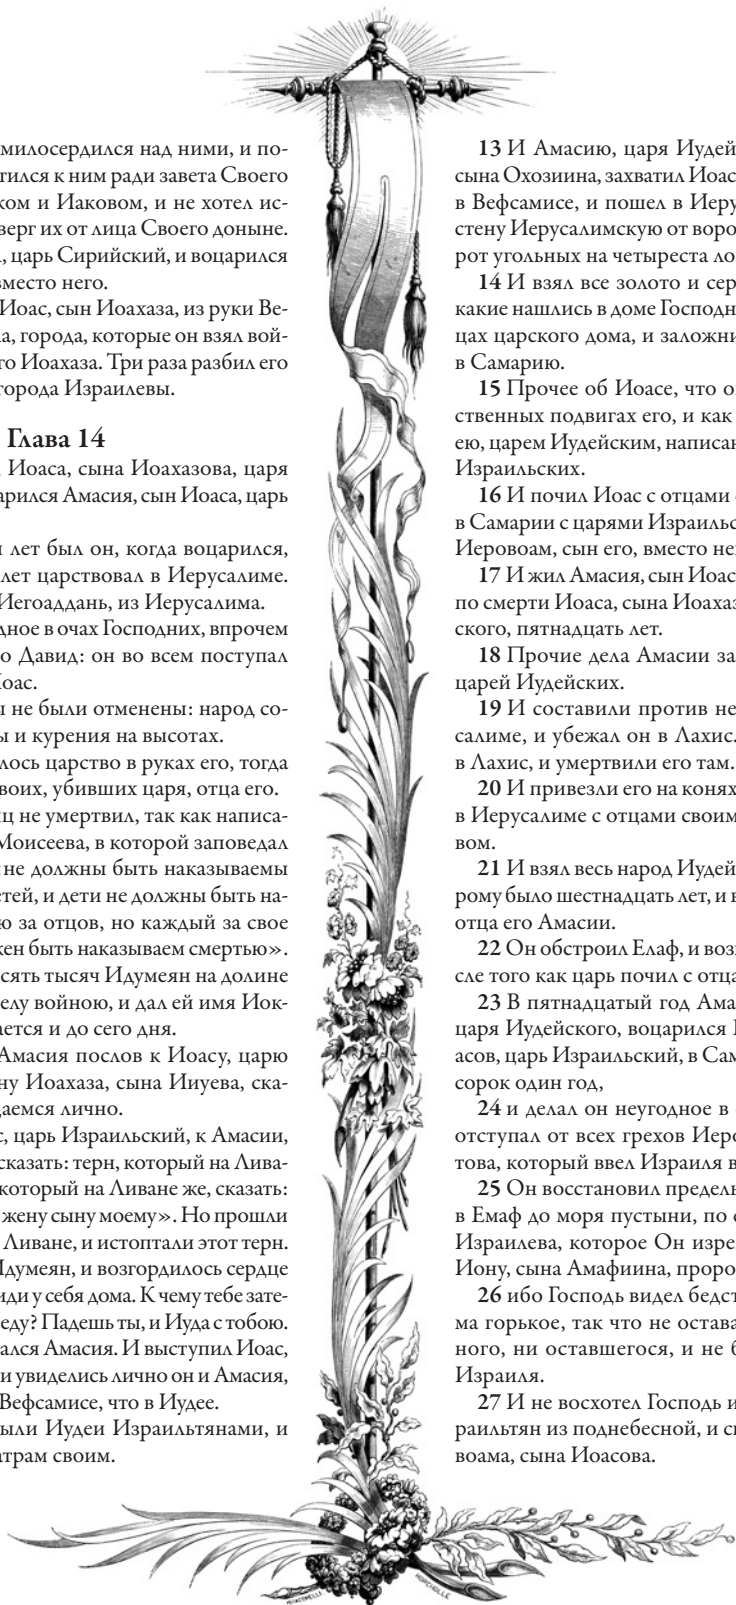 милосердился над ними, и по-
тился к ним ради завета Своего
ком и Иаковом, и не хотел ис-
верг их от лица Своего доныне.
, царь Сирийский, и воцарился
вместо него.
Иоас, сын Иоахаза, из руки Ве-
а, города, которые он взял вой-
го Иоахаза. Три раза разбил его
города Израилевы.
Глава 14
Иоаса, сына Иоахазова, царя
арился Амасия, сын Иоаса, царь
лет был он, когда воцарился,
лет царствовал в Иерусалиме.
Иегоаддань, из Иерусалима.
дное в очах Господних, впрочем
о Давид: он во всем поступал
оас.
ы не были отменены: народ со-
ы и курения на высотах.
лось царство в руках его, тогда
воих, убивших царя, отца его.
ц не умертвил, так как написа-
Моисеева, в которой заповедал
не должны быть наказываемы
етей, и дети не должны быть на-
ю за отцов, но каждый за свое
жен быть наказываем смертью».
сять тысяч Идумеян на долине
елу войною, и дал ей имя Иок-
ается и до сего дня.
Амасия послов к Иоасу, царю
ну Иоахаза, сына Ииуева, ска-
даемся лично.
с, царь Израильский, к Амасии,
сказать: терн, который на Лива-
который на Ливане же, сказать:
жену сыну моему». Но прошли
Ливане, и истоптали этот терн.
Идумеян, и возгордилось сердце
иди у себя дома. К чему тебе зате-
еду? Падешь ты, и Иуда с тобою.
ался Амасия. И выступил Иоас,
и увиделись лично он и Амасия,
Вефсамисе, что в Иудее.
ыли Иудеи Израильтянами, и
атрам своим.
13 И Амасию, царя Иудей
сына Охозиина, захватил Иоас
в Вефсамисе, и пошел в Иеру
стену Иерусалимскую от воро
рот угольных на четыреста ло
14 И взял все золото и сер
какие нашлись в доме Господн
цах царского дома, и заложни
в Самарию.
15 Прочее об Иоасе, что о
ственных подвигах его, и как
ею, царем Иудейским, написан
Израильских.
16 И почил Иоас с отцами
в Самарии с царями Израильс
Иеровоам, сын его, вместо не
17 И жил Амасия, сын Иоас
по смерти Иоаса, сына Иоахаз
ского, пятнадцать лет.
18 Прочие дела Амасии за
царей Иудейских.
19 И составили против не
салиме, и убежал он в Лахис.
в Лахис, и умертвили его там.
20 И привезли его на конях
в Иерусалиме с отцами своим
вом.
21 И взял весь народ Иудей
рому было шестнадцать лет, и в
отца его Амасии.
22 Он обстроил Елаф, и воз
сле того как царь почил с отца
23 В пятнадцатый год Ама
царя Иудейского, воцарился
асов, царь Израильский, в Сам
сорок один год,
24 и делал он неугодное в
отступал от всех грехов Иеро
това, который ввел Израиля в
25 Он восстановил предел
в Емаф до моря пустыни, по
Израилева, которое Он изре
Иону, сына Амафиина, проро
26 ибо Господь видел бедст
ма горькое, так что не остава
ного, ни оставшегося, и не б
Израиля.
27 И не восхотел Господь и
раильтян из поднебесной, и с
воама, сына Иоасова.